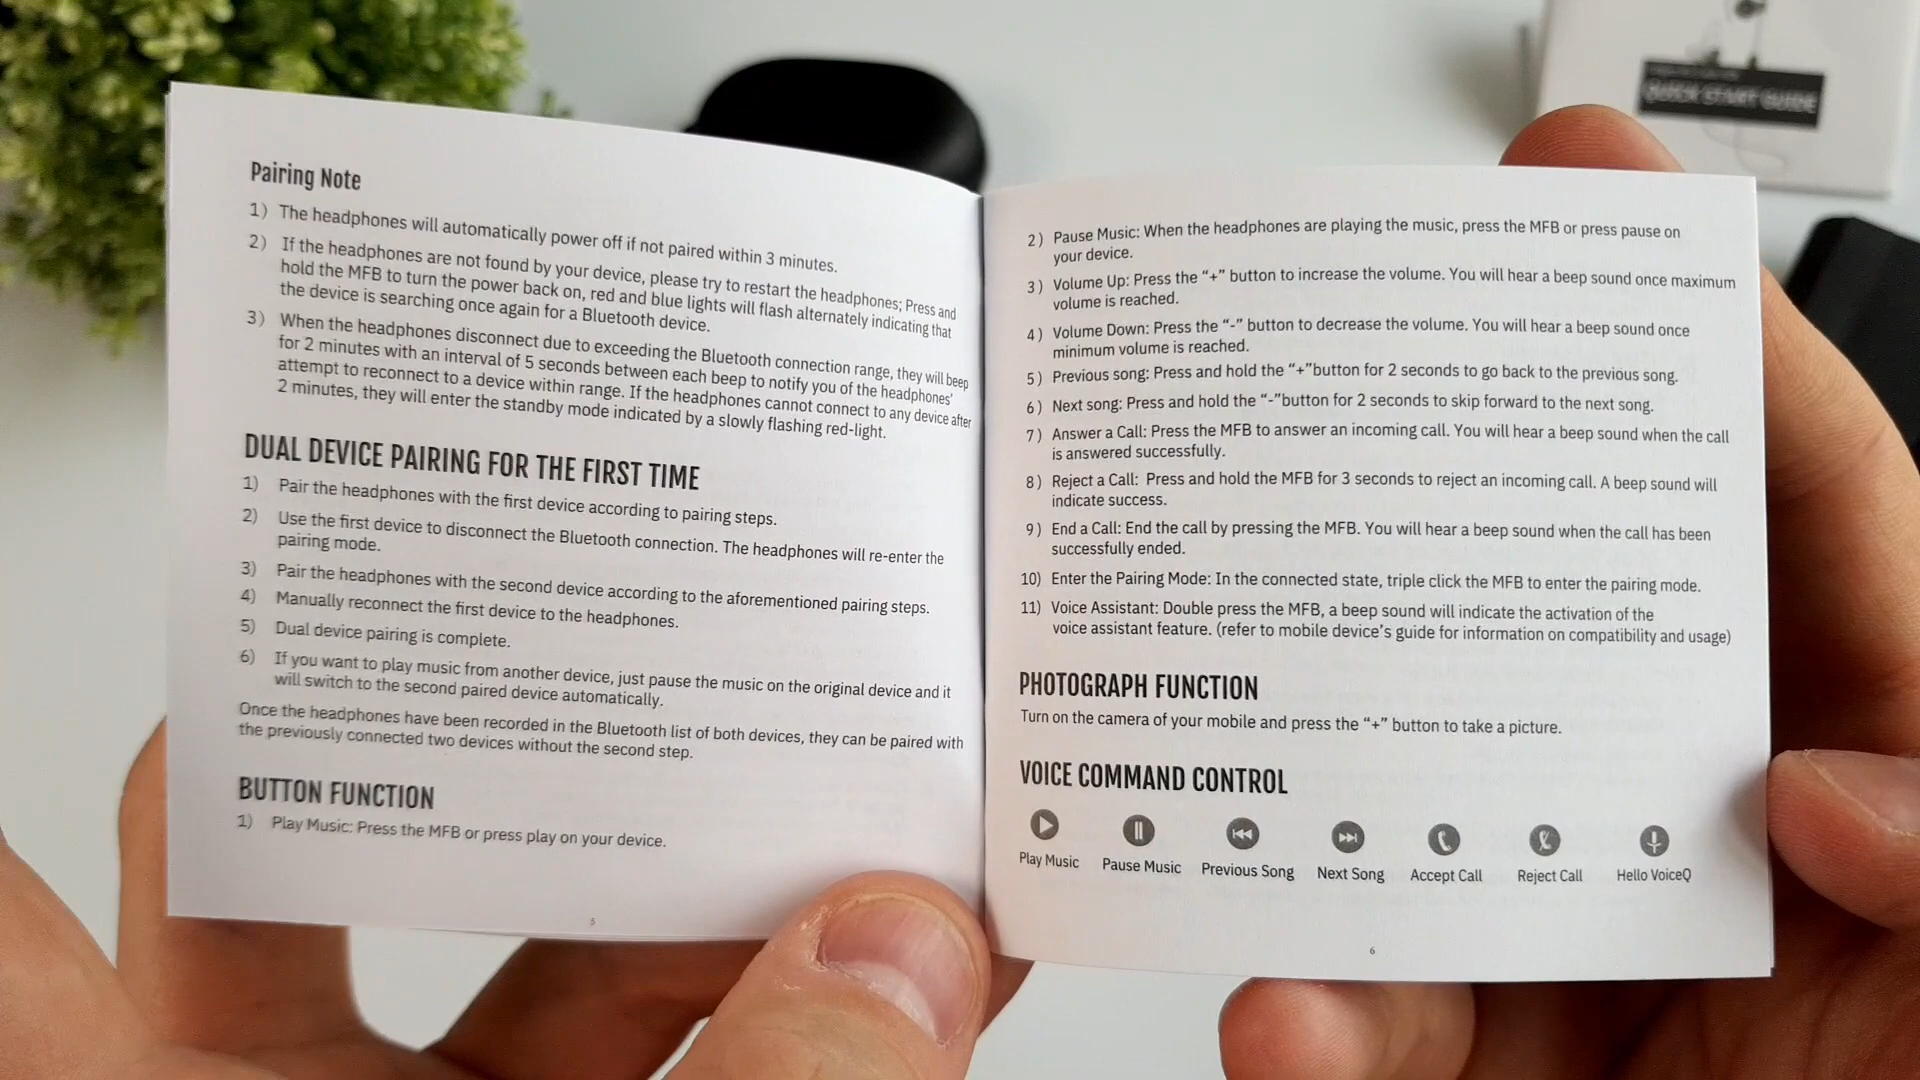 Pairing Note
1) The headphones will automatically power off if not paired within 3 minutes.
2) If the headphones are not found by your device, please try to restart the headphones; Press and
hold the MFB to turn the power back on, red and blue lights will flash alternately indicating that
the device is searching once again for a Bluetooth device.
3) When the headphones disconnect due to exceeding the Bluetooth connection range, they will beep
for 2 minutes with an interval of 5 seconds between each beep to notify you of the headphones'
attempt to reconnect to a device within range. If the headphones cannot connect to any device after
2 minutes, they will enter the standby mode indicated by a slowly flashing red-light.
DUAL DEVICE PAIRING FOR THE FIRST TIME
1) Pair the headphones with the first device according to pairing steps.
2) Use the first device to disconnect the Bluetooth connection. The headphones will re-enter the
pairing mode.
3) Pair the headphones with the second device according to the aforementioned pairing steps.
4) Manually reconnect the first device to the headphones.
5) Dual device pairing is complete.
6) If you want to play music from another device, just pause the music on the original device and it
will switch to the second paired device automatically.
Once the headphones have been recorded in the Bluetooth list of both devices, they can be paired with
the previously connected two devices without the second step.
BUTTON FUNCTION
1) Play Music: Press the MFB or press play on your device.
5
2) Pause Music: When the headphones are playing the music, press the MFB or press pause on
your device.
3) Volume Up: Press the “+” button to increase the volume. You will hear a beep sound once maximum
volume is reached.
4) Volume Down: Press the “-” button to decrease the volume. You will hear a beep sound once
minimum volume is reached.
5) Previous song: Press and hold the “+”button for 2 seconds to go back to the previous song.
6) Next song: Press and hold the “-”button for 2 seconds to skip forward to the next song.
7) Answer a Call: Press the MFB to answer an incoming call. You will hear a beep sound when the call
is answered successfully.
8) Reject a Call: Press and hold the MFB for 3 seconds to reject an incoming call. A beep sound will
indicate success.
9) End a Call: End the call by pressing the MFB. You will hear a beep sound when the call has been
successfully ended.
10) Enter the Pairing Mode: In the connected state, triple click the MFB to enter the pairing mode.
11) Voice Assistant: Double press the MFB, a beep sound will indicate the activation of the
voice assistant feature. (refer to mobile device's guide for information on compatibility and usage)
PHOTOGRAPH FUNCTION
Turn on the camera of your mobile and press the “+” button to take a picture.
VOICE COMMAND CONTROL
Play Music Pause Music Previous Song Next Song Accept Call Reject Call Hello VoiceQ
6
QUICK START GUIDE